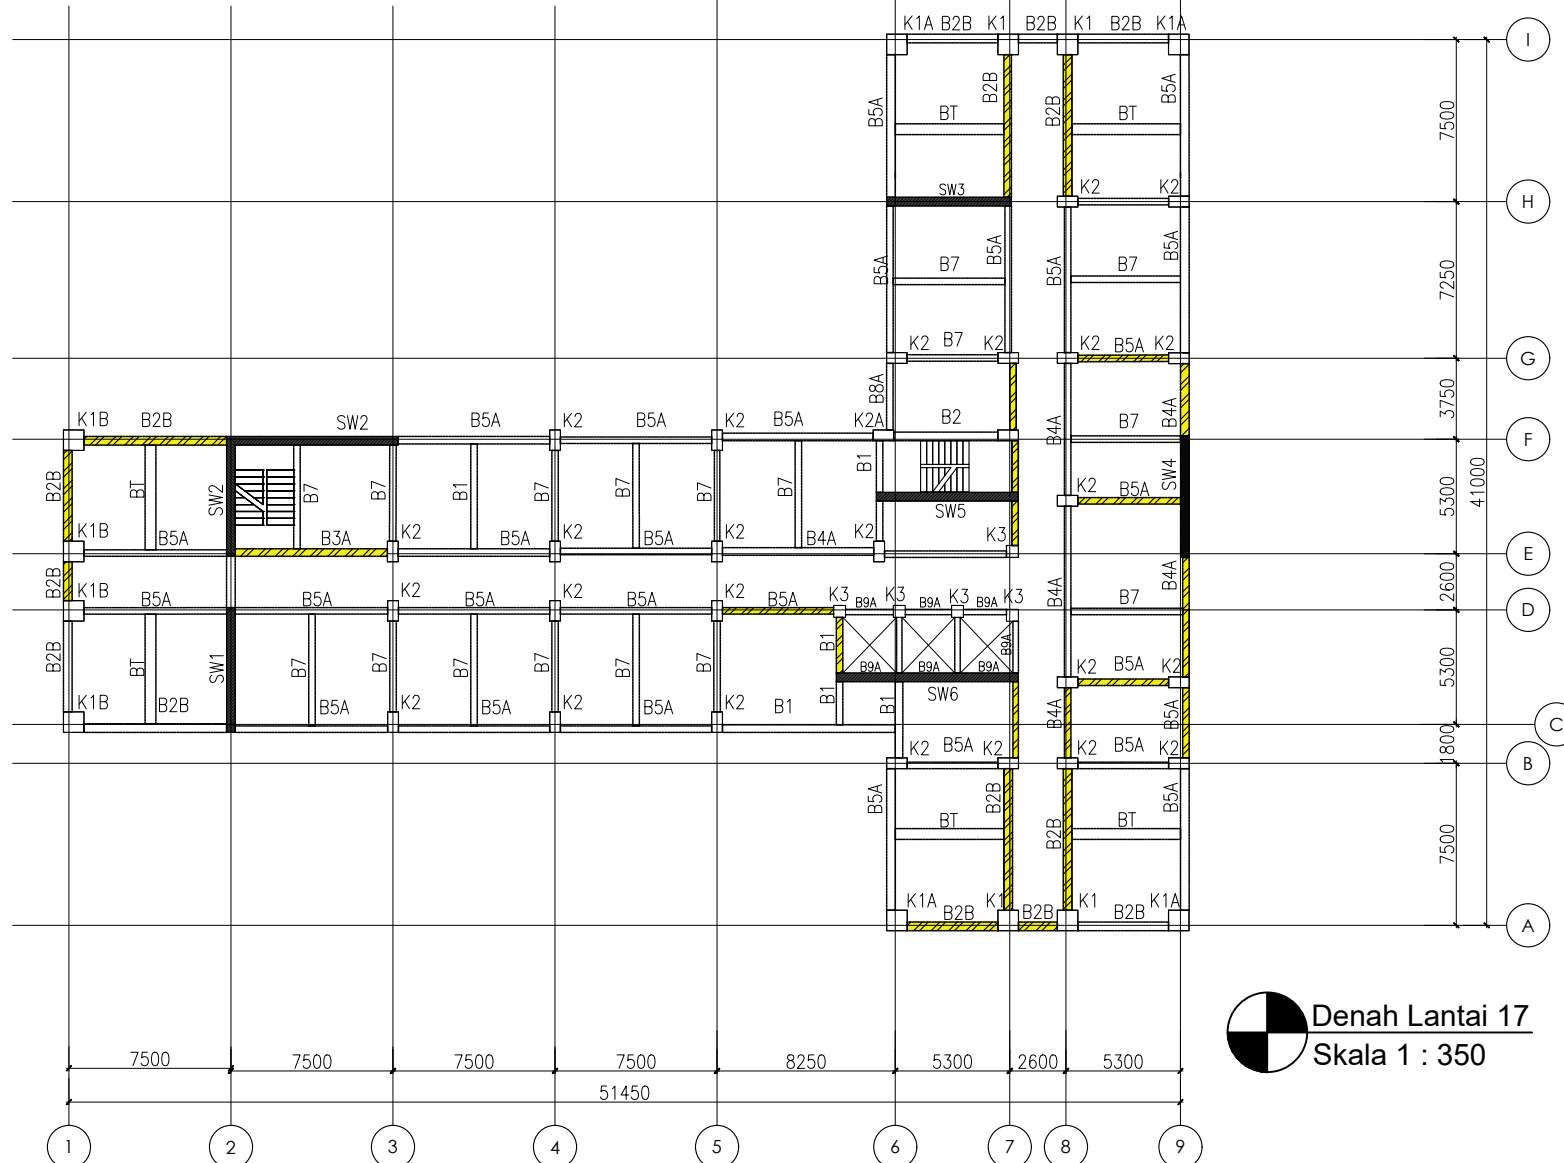 K1A B2B K1 B2B K1 B2B K1A
I
B5A B2B B2B B5A
BT BT
7500
SW3 K2 K2
H
B5A B5A B5A B5A
B7 B7
7250
K2 B7 K2 K2 B5A K2
G
B8A B4A B4A
3750
K1B B2B SW2 B5A K2 B5A K2 B5A K2A B2 B7
F
B2B BT SW2 B7 B7 B1 B7 B7 B7 B7 B1 SW4
K2 B5A
SW5
5300
41000
K1B B5A B3A K2 B5A K2 B5A K2 B4A K2 K3
E
B2B B4A B4A
2600
K1B B5A B5A K2 B5A K2 B5A K2 B5A K3 B9A K3 B9A K3 B9A K3 B7
D
B2B BT SW1 B7 B7 B7 B7 B7 B7 B1 B9A
B9A B9A B9A
K2 B5A K2
5300
SW6
B1 B1 B4A B5A
K1B B2B B5A K2 B5A K2 B5A K2 B1
C
1800
K2 B5A K2 K2 B5A K2
B
B5A B2B B2B B5A
BT BT
7500
K1A B2B K1 B2B K1 B2B K1A
A
Denah Lantai 17
Skala 1 : 350
7500 7500 7500 7500 8250 5300 2600 5300
51450
1 2 3 4 5 6 7 8 9